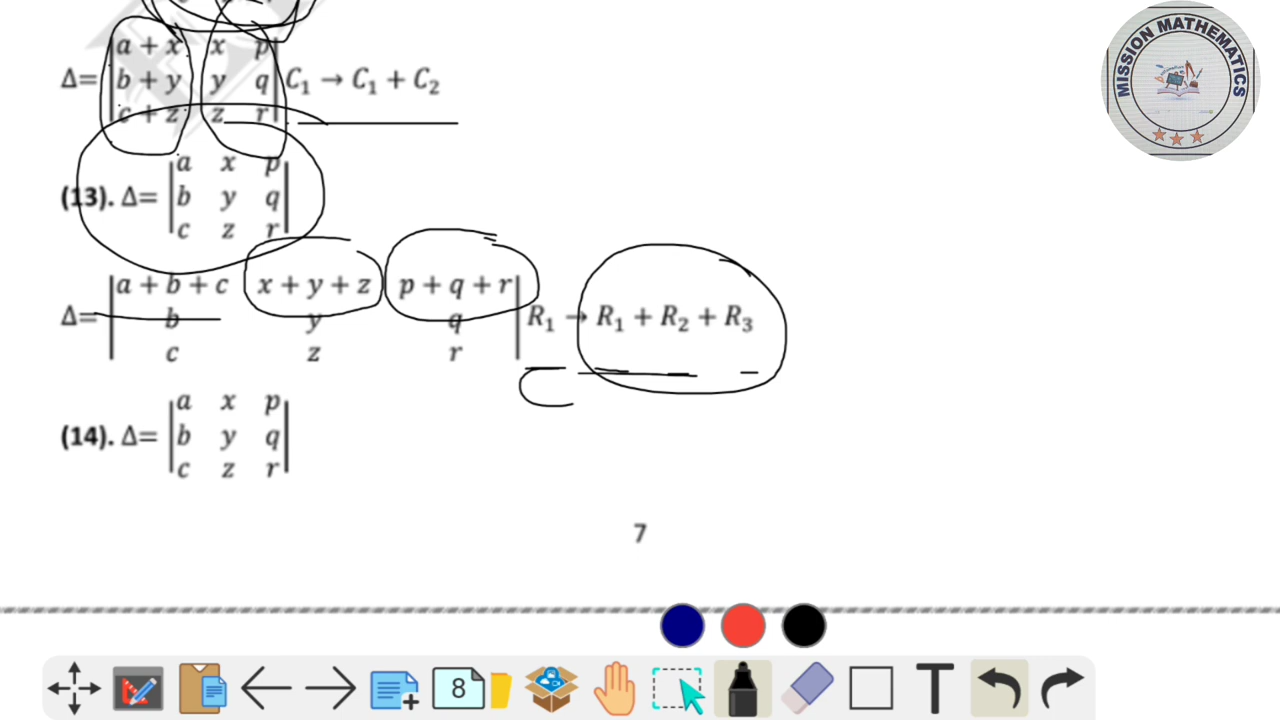 MISSION MATHEMATICS
Δ= |a + x x p|
|b + y y q| C₁ → C₁ + C₂
|c + z z r|
(13). Δ= |a x p|
|b y q|
|c z r|
Δ= |a + b + c x + y + z p + q + r|
|b y q| R₁ → R₁ + R₂ + R₃
|c z r|
(14). Δ= |a x p|
|b y q|
|c z r|
7
8
T